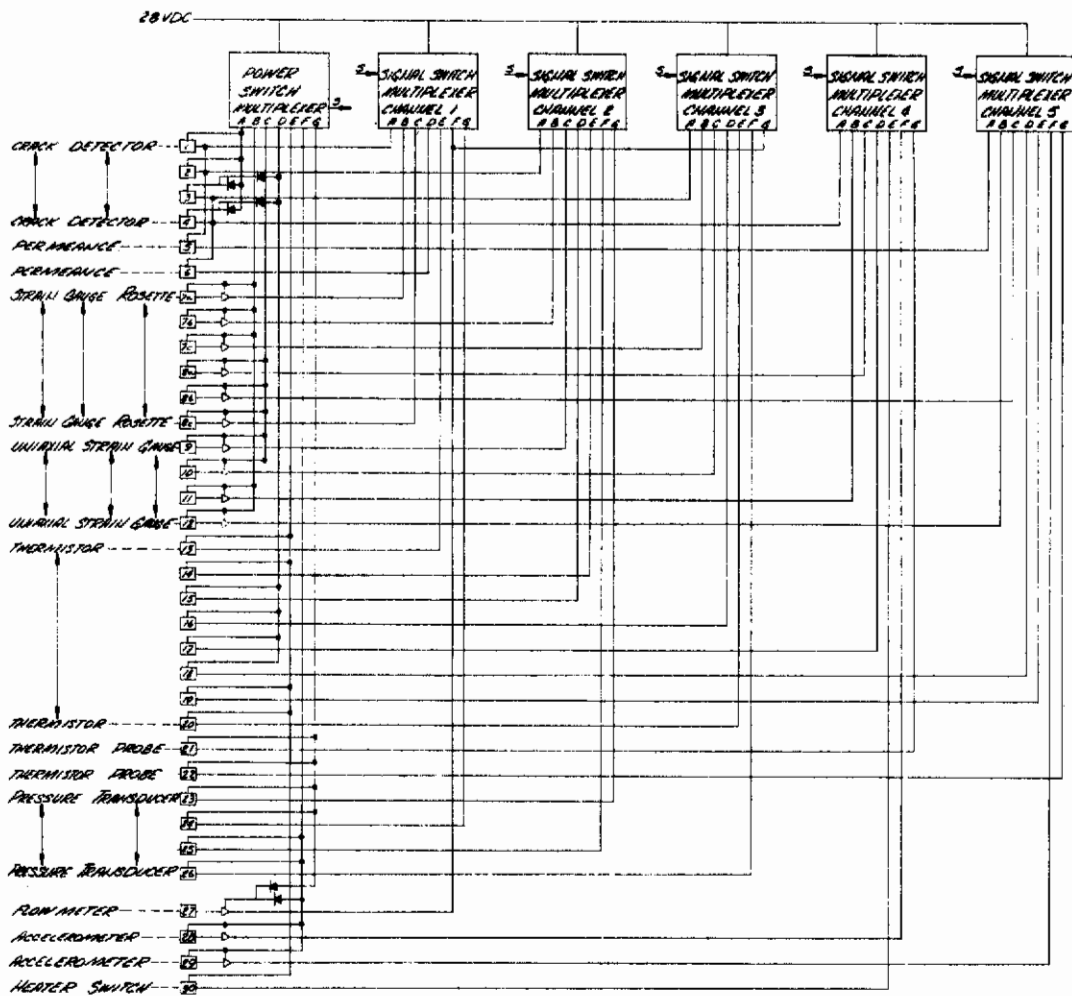 28 VDC
POWER SWITCH MULTIPLEXER S
A B C D E F G
S SIGNAL SWITCH MULTIPLEXER CHANNEL 1
A B C D E F G
S SIGNAL SWITCH MULTIPLEXER CHANNEL 2
A B C D E F G
S SIGNAL SWITCH MULTIPLEXER CHANNEL 3
A B C D E F G
S SIGNAL SWITCH MULTIPLEXER CHANNEL 4
A B C D E F G
S SIGNAL SWITCH MULTIPLEXER CHANNEL 5
A B C D E F G
CRACK DETECTOR 1
2
3
CRACK DETECTOR 4
PERMEANCE 5
PERMEANCE 6
STRAIN GAUGE ROSETTE 7a
7b
7c
8a
8b
STRAIN GAUGE ROSETTE 8c
UNIAXIAL STRAIN GAUGE 9
10
11
UNIAXIAL STRAIN GAUGE 12
THERMISTOR 13
14
15
16
17
18
19
THERMISTOR 20
THERMISTOR PROBE 21
THERMISTOR PROBE 22
PRESSURE TRANSDUCER 23
24
25
PRESSURE TRANSDUCER 26
FLOW METER 27
ACCELEROMETER 28
ACCELEROMETER 29
HEATER SWITCH 30